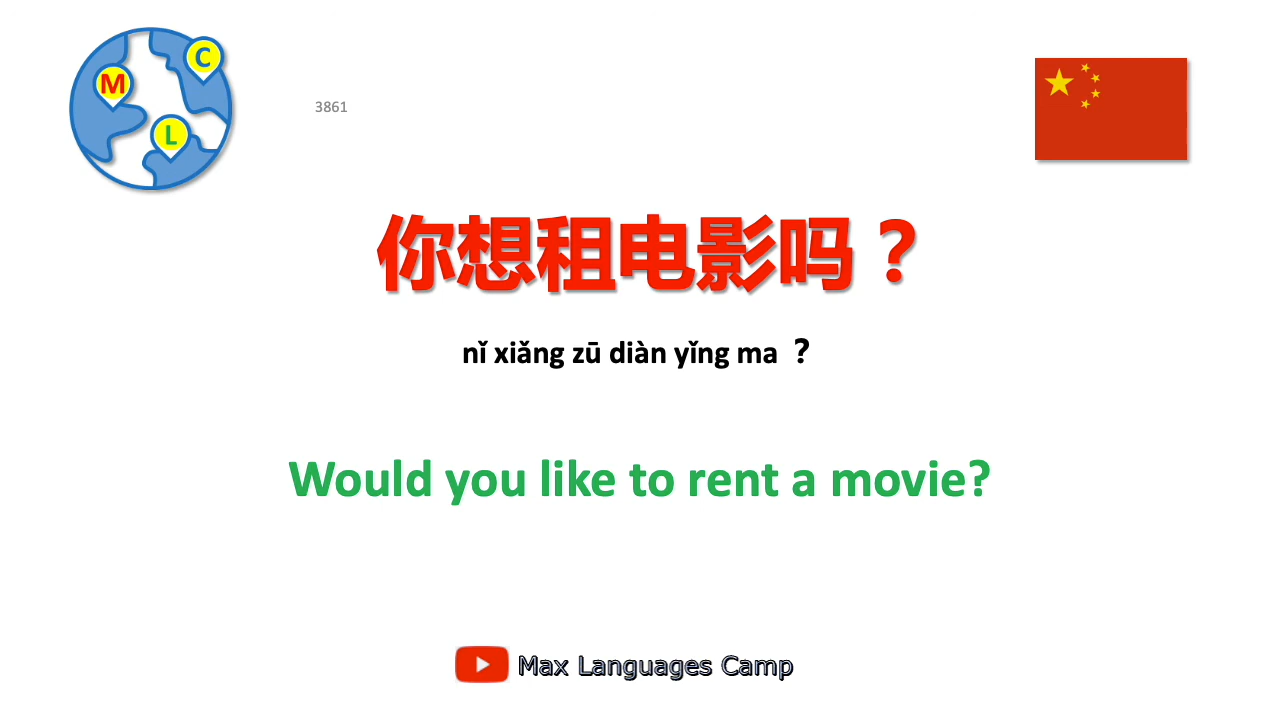 M
C
L
3861
你想租电影吗？
nǐ xiǎng zū diàn yǐng ma ？
Would you like to rent a movie?
Max Languages Camp